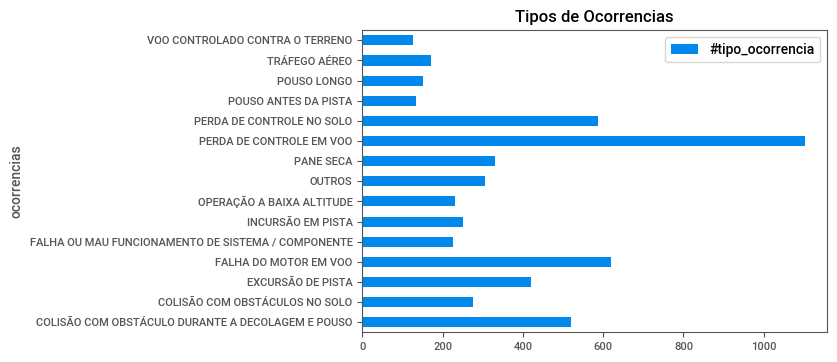 Tipos de Ocorrencias
#tipo_ocorrencia
ocorrencias
VOO CONTROLADO CONTRA O TERRENO
TRÁFEGO AÉREO
POUSO LONGO
POUSO ANTES DA PISTA
PERDA DE CONTROLE NO SOLO
PERDA DE CONTROLE EM VOO
PANE SECA
OUTROS
OPERAÇÃO A BAIXA ALTITUDE
INCURSÃO EM PISTA
FALHA OU MAU FUNCIONAMENTO DE SISTEMA / COMPONENTE
FALHA DO MOTOR EM VOO
EXCURSÃO DE PISTA
COLISÃO COM OBSTÁCULOS NO SOLO
COLISÃO COM OBSTÁCULO DURANTE A DECOLAGEM E POUSO
0 200 400 600 800 1000